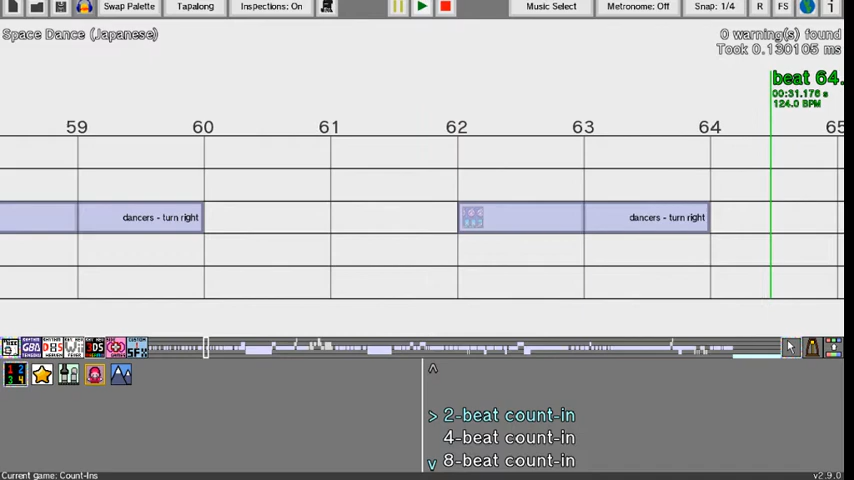 Swap Palette
Tapalong
Inspections: On
Music Select
Metronome: Off
Snap: 1/4
R
FS
i
Space Dance (Japanese)
0 warning(s) found
Took 0.130105 ms
beat 64.
00:31.176 s
124.0 BPM
59 60 61 62 63 64 65
dancers - turn right
dancers - turn right
^
> 2-beat count-in
4-beat count-in
v 8-beat count-in
Current game: Count-Ins
v2.9.0